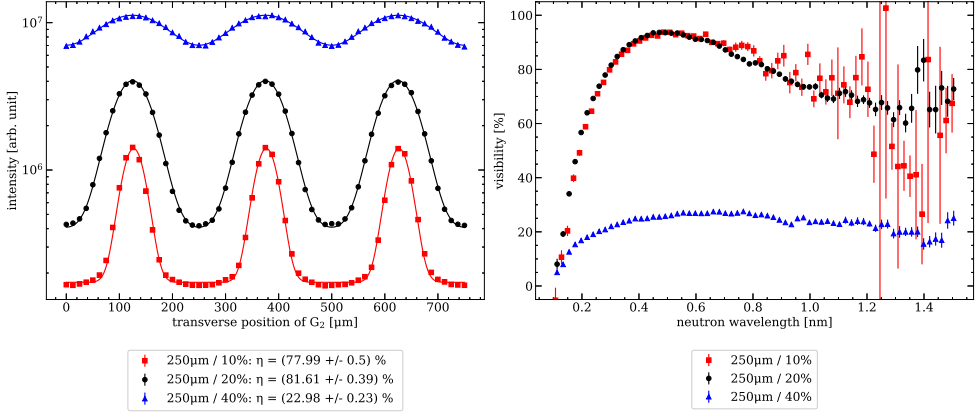 10⁷
10⁶
intensity [arb. unit]
0 100 200 300 400 500 600 700
transverse position of G₂ [µm]
250µm / 10%: η = (77.99 +/- 0.5) %
250µm / 20%: η = (81.61 +/- 0.39) %
250µm / 40%: η = (22.98 +/- 0.23) %
100
80
60
40
20
0
visibility [%]
0.2 0.4 0.6 0.8 1.0 1.2 1.4
neutron wavelength [nm]
250µm / 10%
250µm / 20%
250µm / 40%